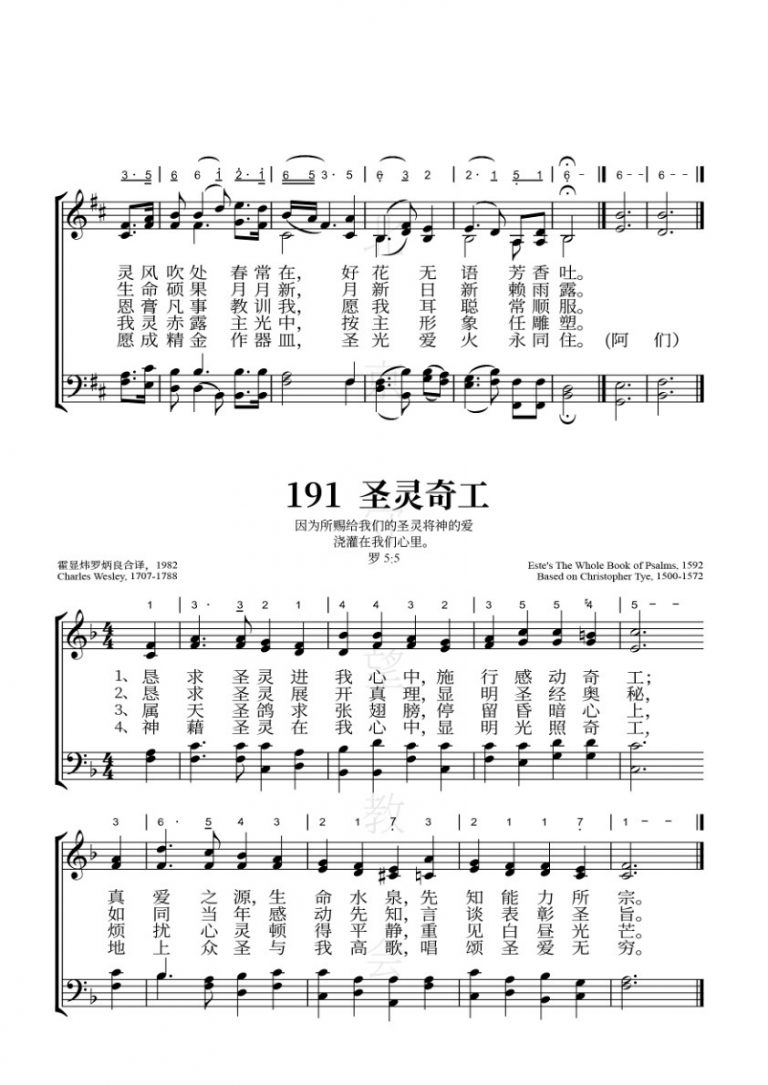 3·5 6 6 1 2·1 6 5 3·5 6 3 2 2·1 5 1 6– 6 – – 6 – –
灵风吹处 春常在，好花无语芳香吐。
生命硕果 月月新，月新日新赖雨露。
恩膏凡事 教训我，愿我耳聪常顺服。
我灵赤露 主光中，按主形象任雕塑。
愿成精金 作器皿，圣光爱火永同住。(阿 们)
191 圣灵奇工
因为所赐给我们的圣灵将神的爱
浇灌在我们心里。
罗 5:5
霍显炜罗炳良合译，1982
Charles Wesley, 1707-1788
Este's The Whole Book of Psalms, 1592
Based on Christopher Tye, 1500-1572
1 3· 3 2 1 4 4 3 2 3 5 5 #4 5 – –
1、恳求圣灵进我心中，施行感动奇工；
2、恳求圣灵展开真理，显明圣经奥秘，
3、属天圣鸽求张翅膀，停留昏暗心上，
4、神藉圣灵在我心中，显明光照奇工，
3 6· 5 4 3 2 1 7 3 2 1 1 7 1 – –
真爱之源，生命水泉，先知能力所宗。
如同当年感动先知，言谈表彰圣旨。
烦扰心灵顿得平静，重见白昼光芒。
地上众圣与我高歌，唱颂圣爱无穷。
望
教
会